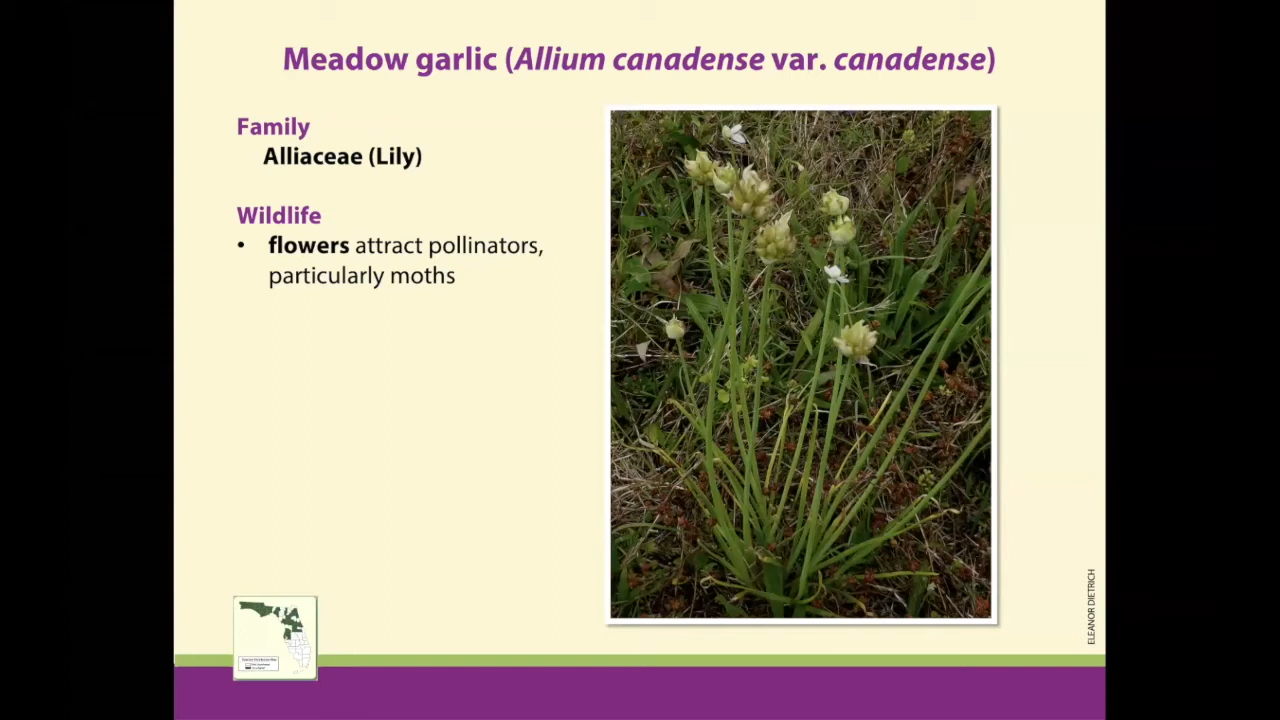 Meadow garlic (Allium canadense var. canadense)
Family
Alliaceae (Lily)
Wildlife
• flowers attract pollinators,
particularly moths
ELEANOR DIETRICH